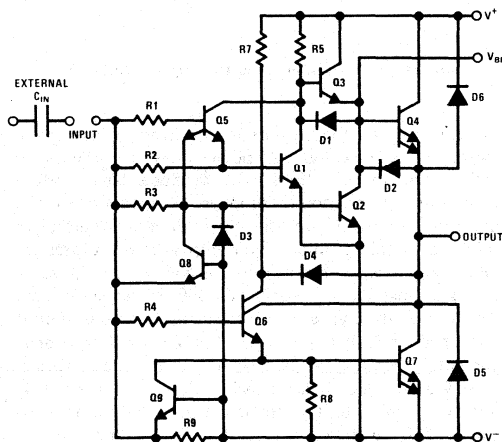 V+
R7
R5
VB
Q3
EXTERNAL
CIN
INPUT
R1
Q5
D1
Q4
D6
R2
Q1
D2
R3
Q2
D3
OUTPUT
Q8
D4
R4
Q6
Q7
D5
Q9
R8
R9
V-